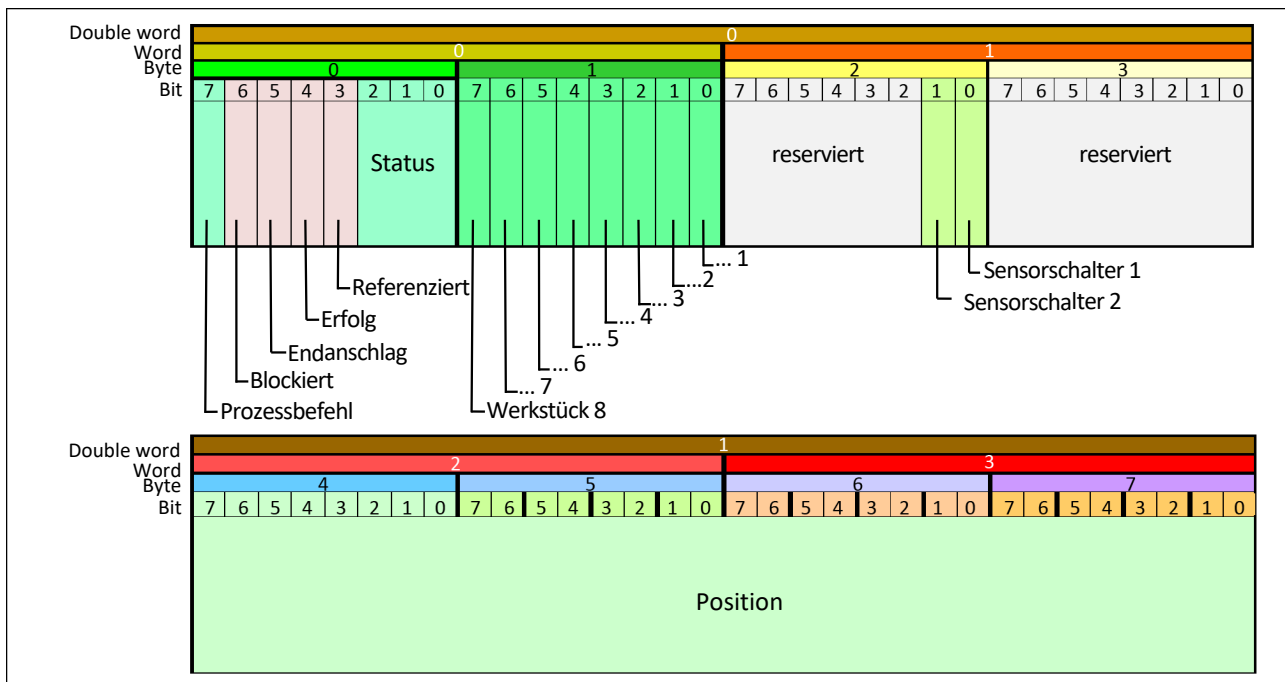 Double word 0
Word 0 1
Byte 0 1 2 3
Bit 7 6 5 4 3 2 1 0 7 6 5 4 3 2 1 0 7 6 5 4 3 2 1 0 7 6 5 4 3 2 1 0
Status reserviert reserviert
... 1
...2
... 3
... 4
... 5
... 6
... 7
Werkstück 8
Referenziert
Erfolg
Endanschlag
Blockiert
Prozessbefehl
Sensorschalter 1
Sensorschalter 2
Double word 1
Word 2 3
Byte 4 5 6 7
Bit 7 6 5 4 3 2 1 0 7 6 5 4 3 2 1 0 7 6 5 4 3 2 1 0 7 6 5 4 3 2 1 0
Position